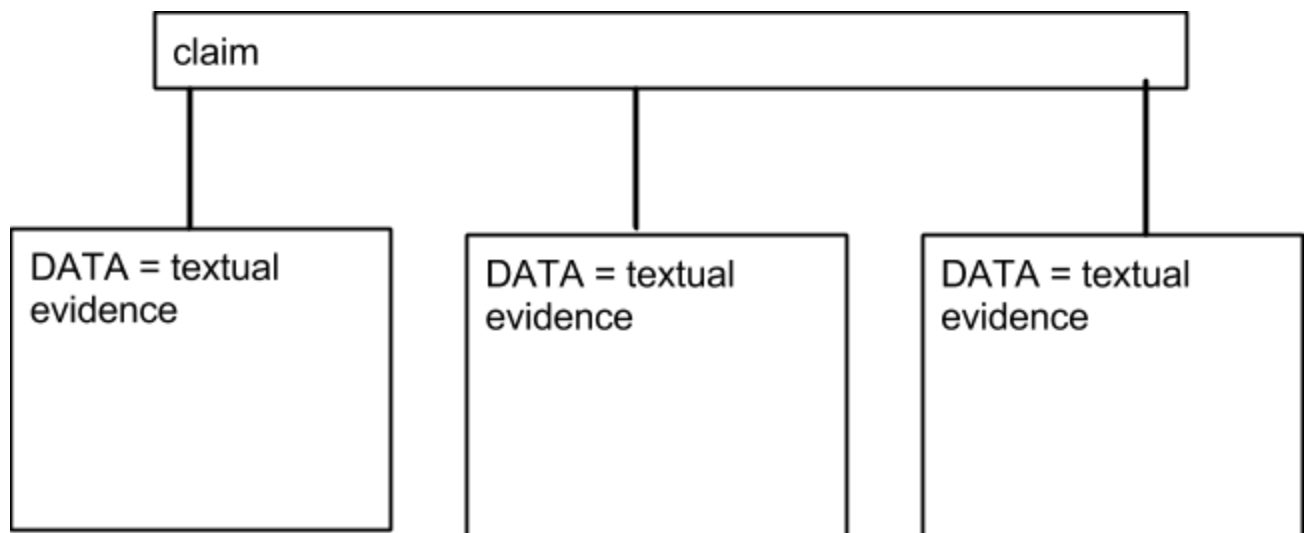 claim
DATA = textual
evidence
DATA = textual
evidence
DATA = textual
evidence